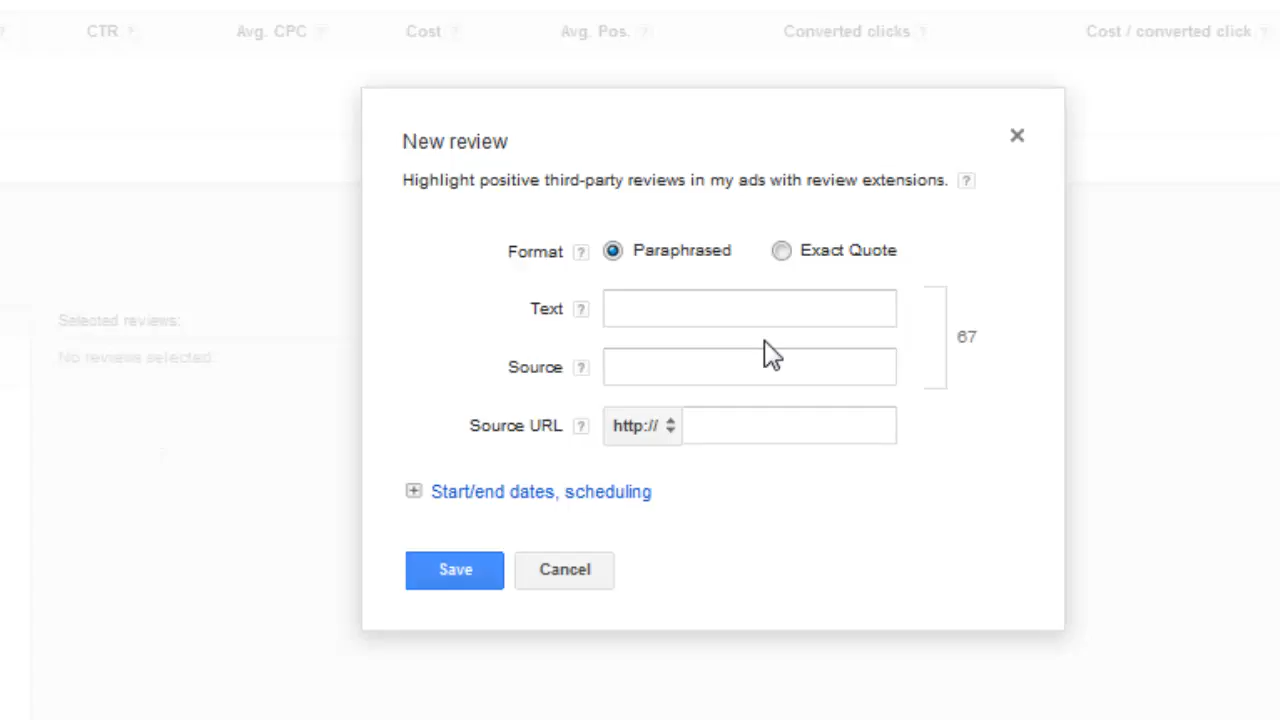 ? CTR ? Avg. CPC ? Cost ? Avg. Pos. ? Converted clicks ? Cost / converted click ?
New review
Highlight positive third-party reviews in my ads with review extensions. ?
Format ? Paraphrased Exact Quote
Text ?
67
Source ?
Source URL ? http://
Start/end dates, scheduling
Save Cancel
Selected reviews:
No reviews selected.